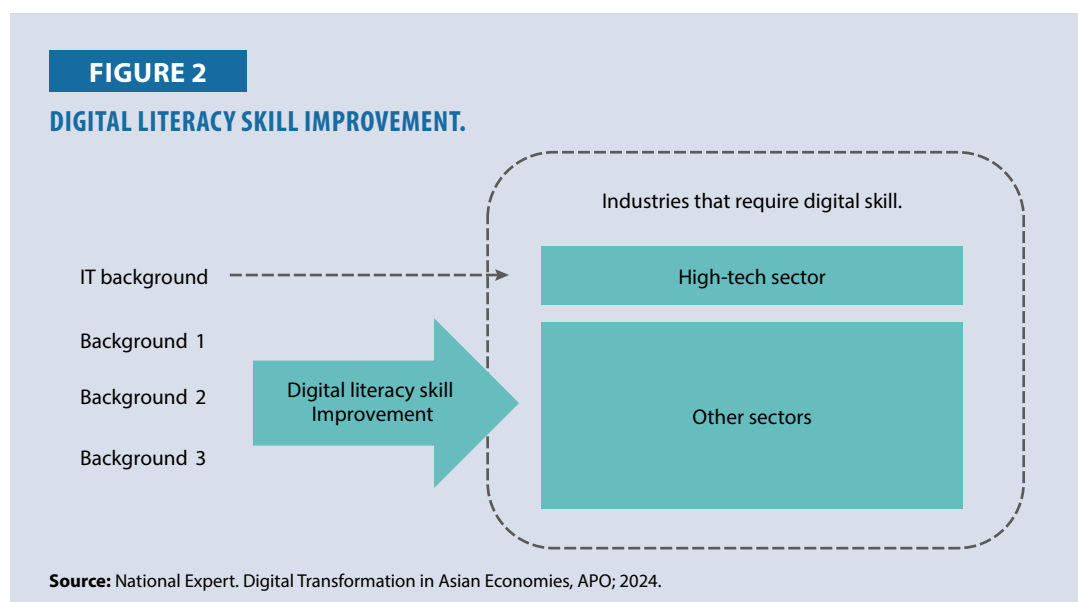 FIGURE 2
DIGITAL LITERACY SKILL IMPROVEMENT.
Industries that require digital skill.
IT background
High-tech sector
Background 1
Background 2
Background 3
Digital literacy skill
Improvement
Other sectors
Source: National Expert. Digital Transformation in Asian Economies, APO; 2024.